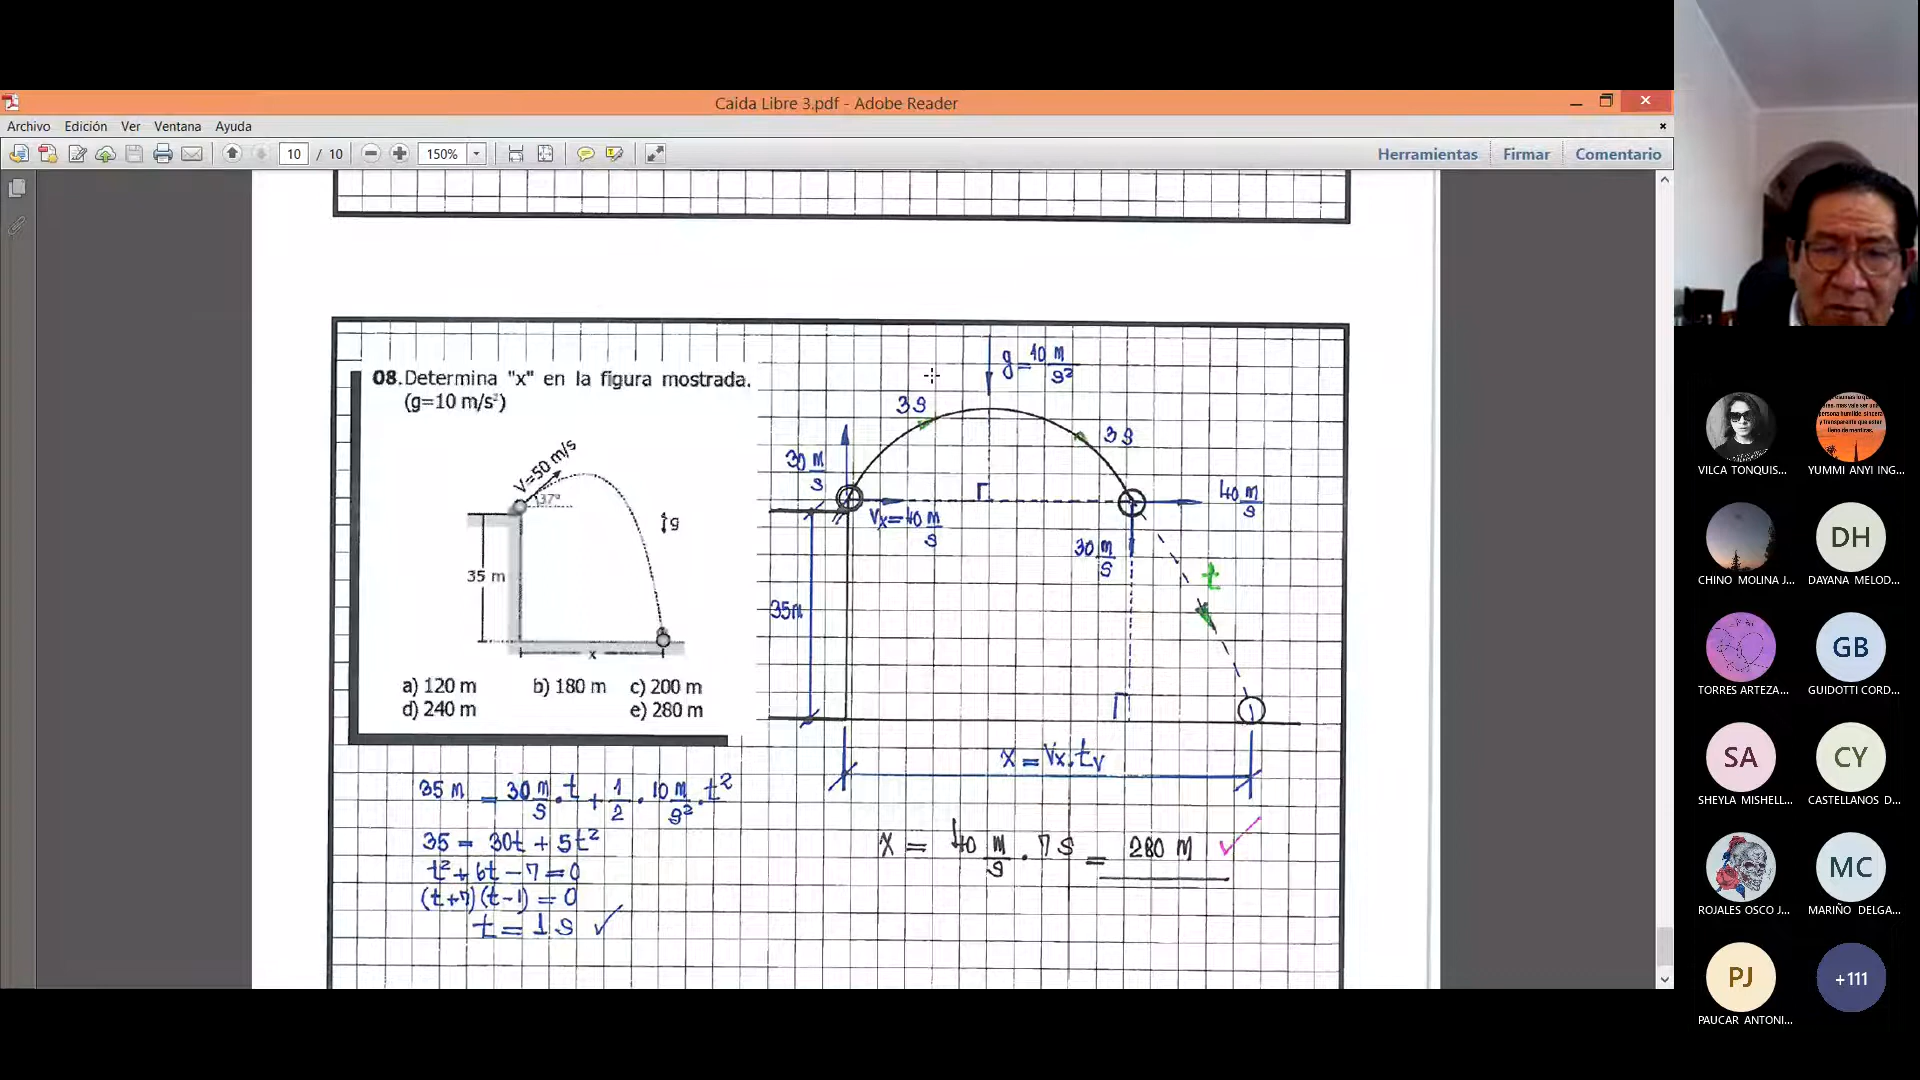 Caida Libre 3.pdf - Adobe Reader
Archivo Edición Ver Ventana Ayuda
10 / 10 150% Herramientas Firmar Comentario
08.Determina "x" en la figura mostrada.
(g=10 m/s²)
V=50 m/s
37°
g
35 m
x
a) 120 m b) 180 m c) 200 m
d) 240 m e) 280 m
g = 10 m/s²
3s
3s
30 m/s
Vx = 40 m/s
40 m/s
30 m/s
t
35m
x = Vx . tv
35 m = 30 m/s . t + 1/2 . 10 m/s² . t²
35 = 30t + 5t²
t² + 6t - 7 = 0
(t+7)(t-1) = 0
t = 1 s ✓
x = 40 m/s . 7 s = 280 m ✓
VILCA TONQUIS...
YUMMI ANYI ING...
CHINO MOLINA J...
DH
DAYANA MELOD...
TORRES ARTEZA...
GB
GUIDOTTI CORD...
SA
SHEYLA MISHELL...
CY
CASTELLANOS D...
ROJALES OSCO J...
MC
MARIÑO DELGA...
PJ
PAUCAR ANTONI...
+111